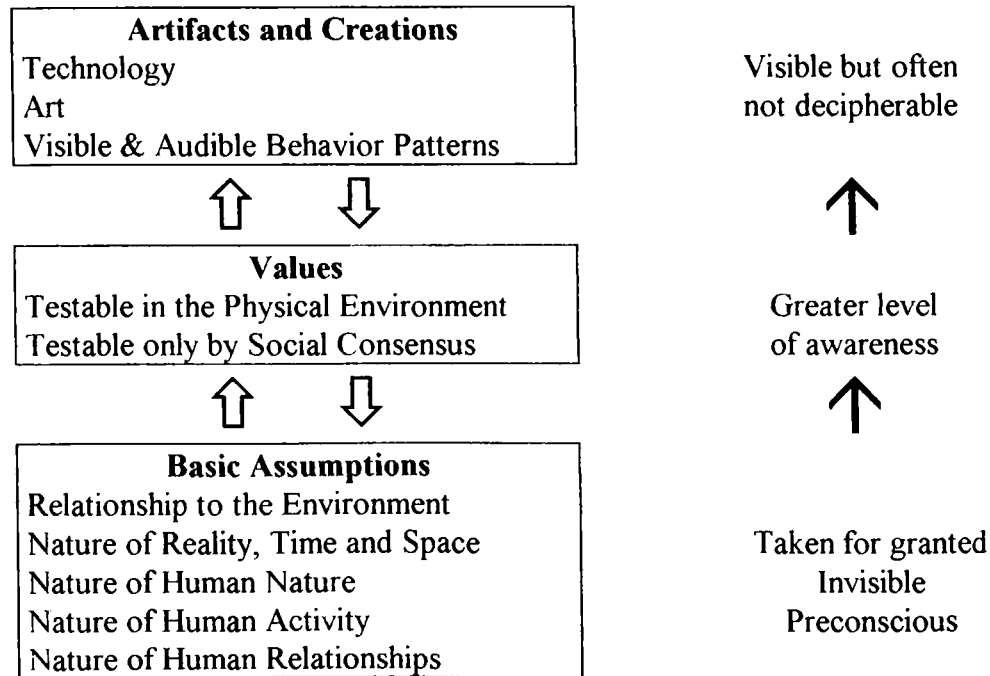 Artifacts and Creations
Technology
Art
Visible & Audible Behavior Patterns
Visible but often
not decipherable
Values
Testable in the Physical Environment
Testable only by Social Consensus
Greater level
of awareness
Basic Assumptions
Relationship to the Environment
Nature of Reality, Time and Space
Nature of Human Nature
Nature of Human Activity
Nature of Human Relationships
Taken for granted
Invisible
Preconscious